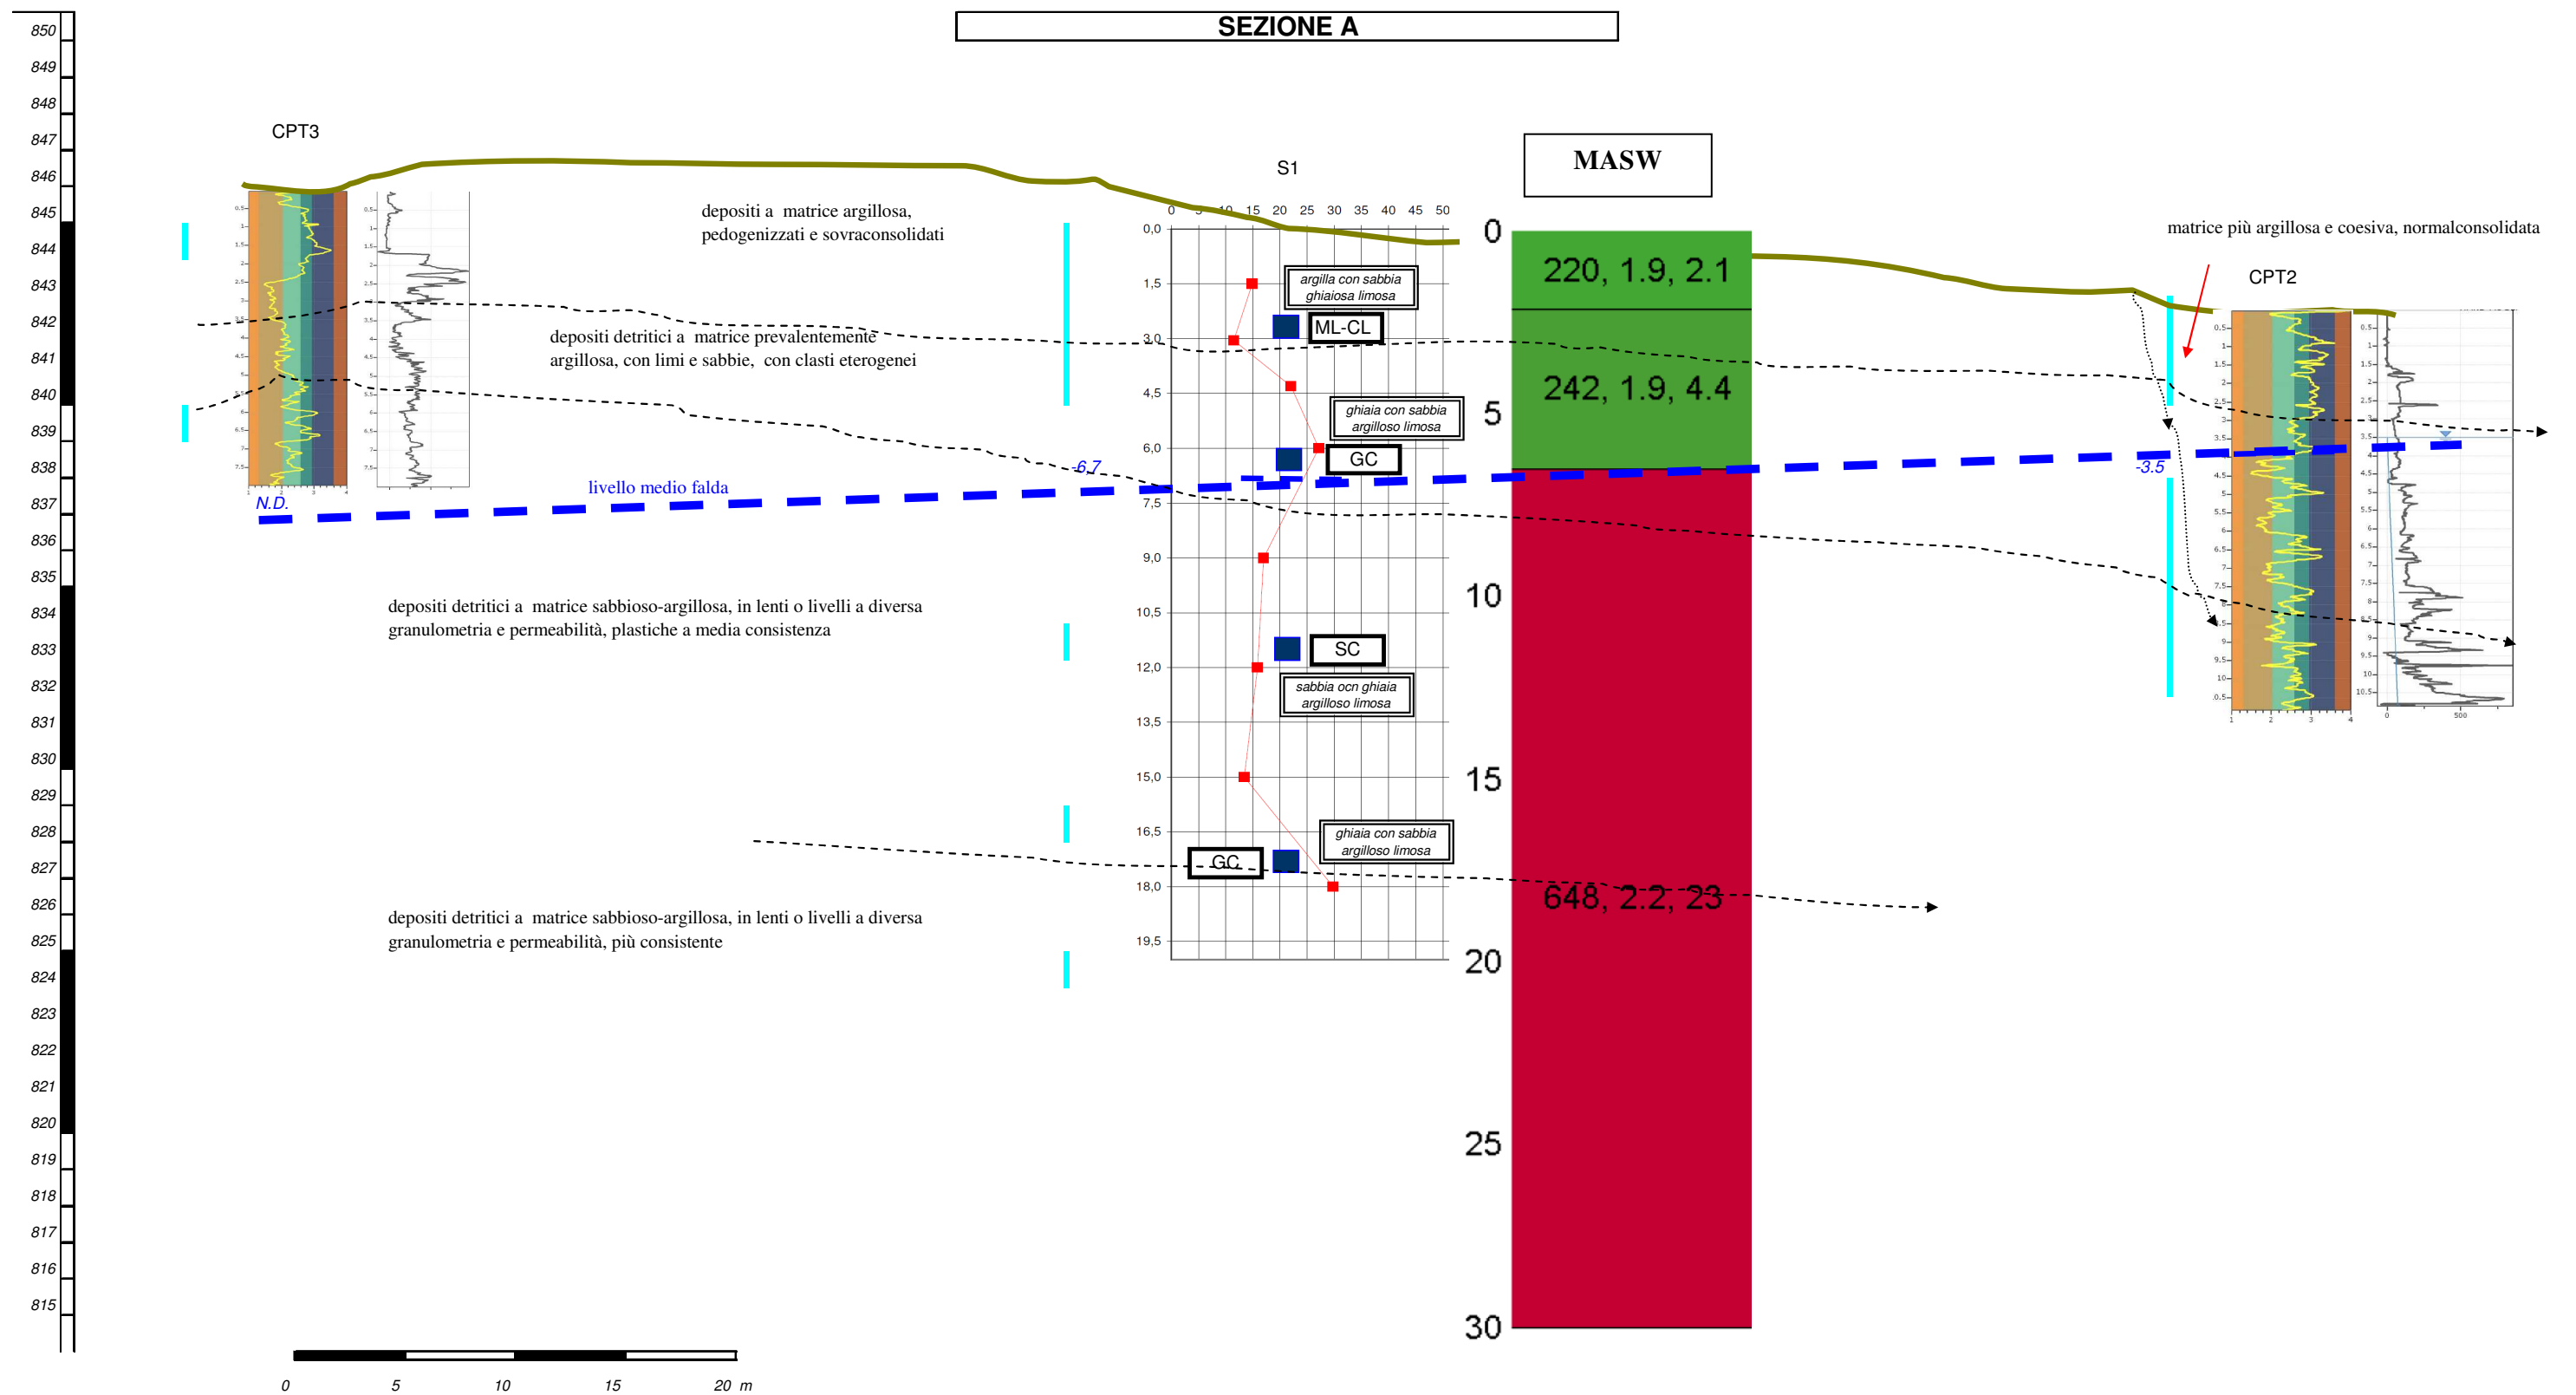 SEZIONE A
850
849
848
847
846
845
844
843
842
841
840
839
838
837
836
835
834
833
832
831
830
829
828
827
826
825
824
823
822
821
820
819
818
817
816
815
CPT3
S1
MASW
CPT2
matrice più argillosa e coesiva, normalconsolidata
depositi a matrice argillosa,
pedogenizzati e sovraconsolidati
depositi detritici a matrice prevalentemente
argillosa, con limi e sabbie, con clasti eterogenei
livello medio falda
N.D.
-6,7
-3.5
depositi detritici a matrice sabbioso-argillosa, in lenti o livelli a diversa
granulometria e permeabilità, plastiche a media consistenza
depositi detritici a matrice sabbioso-argillosa, in lenti o livelli a diversa
granulometria e permeabilità, più consistente
0 5 10 15 20 25 30 35 40 45 50
0,0
1,5
3,0
4,5
6,0
7,5
9,0
10,5
12,0
13,5
15,0
16,5
18,0
19,5
argilla con sabbia
ghiaiosa limosa
ML-CL
ghiaia con sabbia
argilloso limosa
GC
SC
sabbia ocn ghiaia
argilloso limosa
ghiaia con sabbia
argilloso limosa
GC
0
5
10
15
20
25
30
220, 1.9, 2.1
242, 1.9, 4.4
648, 2.2, 23
0 5 10 15 20 m